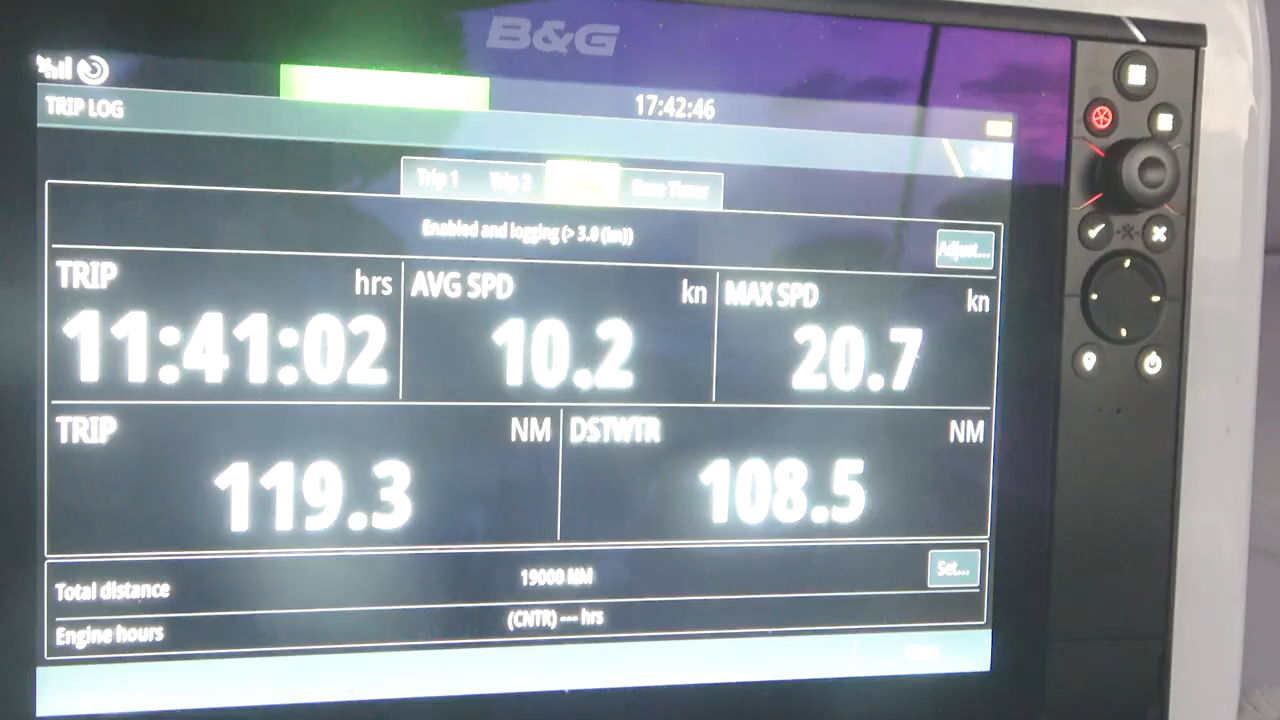 B&G
17:42:46
TRIP LOG
Trip 1 Trip 2 Race Timer
Enabled and logging (> 3.0 (kn)) Adjust...
TRIP hrs AVG SPD kn MAX SPD kn
11:41:02 10.2 20.7
TRIP NM DSTWTR NM
119.3 108.5
Total distance 19000 NM Set...
Engine hours (CNTR) --- hrs